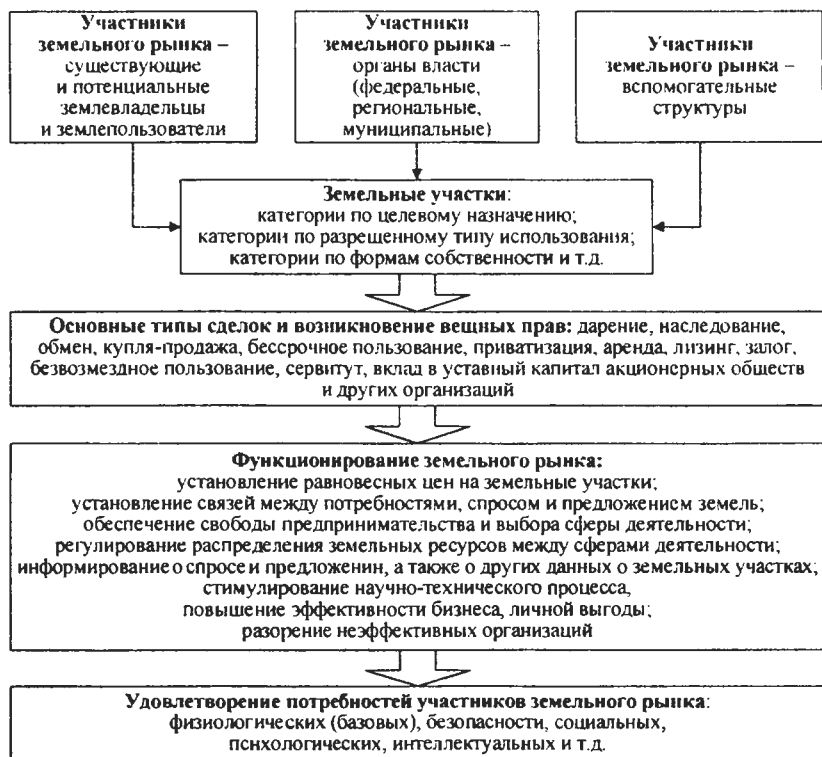 Участники
земельного рынка –
существующие
и потенциальные
землевладельцы
и землепользователи
Участники
земельного рынка –
органы власти
(федеральные,
региональные,
муниципальные)
Участники
земельного рынка –
вспомогательные
структуры
Земельные участки:
категории по целевому назначению;
категории по разрешенному типу использования;
категории по формам собственности и т.д.
Основные типы сделок и возникновение вещных прав: дарение, наследование,
обмен, купля-продажа, бессрочное пользование, приватизация, аренда, лизинг, залог,
безвозмездное пользование, сервитут, вклад в уставный капитал акционерных обществ
и других организаций
Функционирование земельного рынка:
установление равновесных цен на земельные участки;
установление связей между потребностями, спросом и предложением земель;
обеспечение свободы предпринимательства и выбора сферы деятельности;
регулирование распределения земельных ресурсов между сферами деятельности;
информирование о спросе и предложении, а также о других данных о земельных участках;
стимулирование научно-технического процесса,
повышение эффективности бизнеса, личной выгоды;
разорение неэффективных организаций
Удовлетворение потребностей участников земельного рынка:
физиологических (базовых), безопасности, социальных,
психологических, интеллектуальных и т.д.